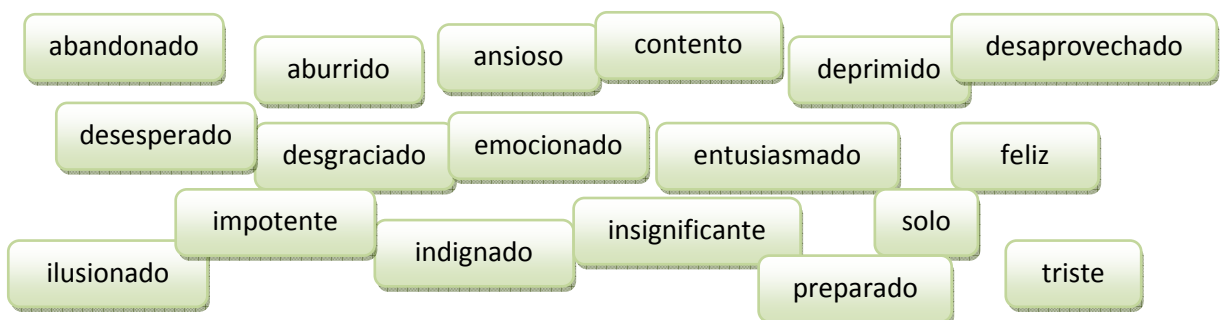 abandonado
aburrido
ansioso
contento
deprimido
desaprovechado
desesperado
desgraciado
emocionado
entusiasmado
feliz
ilusionado
impotente
indignado
insignificante
preparado
solo
triste